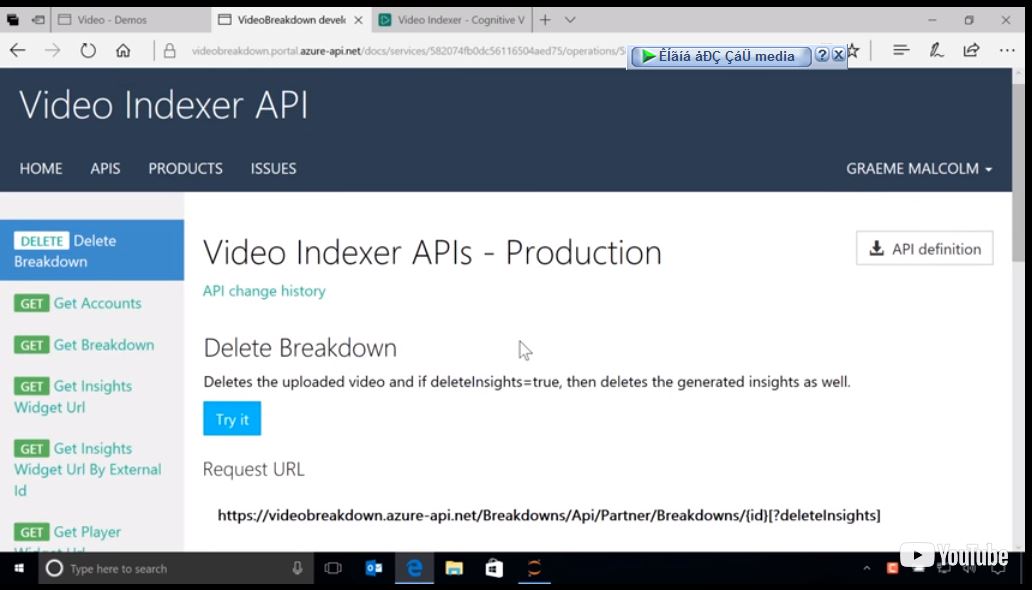 Video - Demos
VideoBreakdown devel
Video Indexer - Cognitive V
videobreakdown.portal.azure-api.net/docs/services/582074fb0dc56116504aed75/operations/5
ÊÍãíá åÐÇ ÇáÜ media
Video Indexer API
HOME APIS PRODUCTS ISSUES
GRAEME MALCOLM
DELETE Delete
Breakdown
GET Get Accounts
GET Get Breakdown
GET Get Insights
Widget Url
GET Get Insights
Widget Url By External
Id
GET Get Player
Widget Url
Video Indexer APIs - Production
API definition
API change history
Delete Breakdown
Deletes the uploaded video and if deleteInsights=true, then deletes the generated insights as well.
Try it
Request URL
https://videobreakdown.azure-api.net/Breakdowns/Api/Partner/Breakdowns/{id}[?deleteInsights]
Type here to search
YouTube